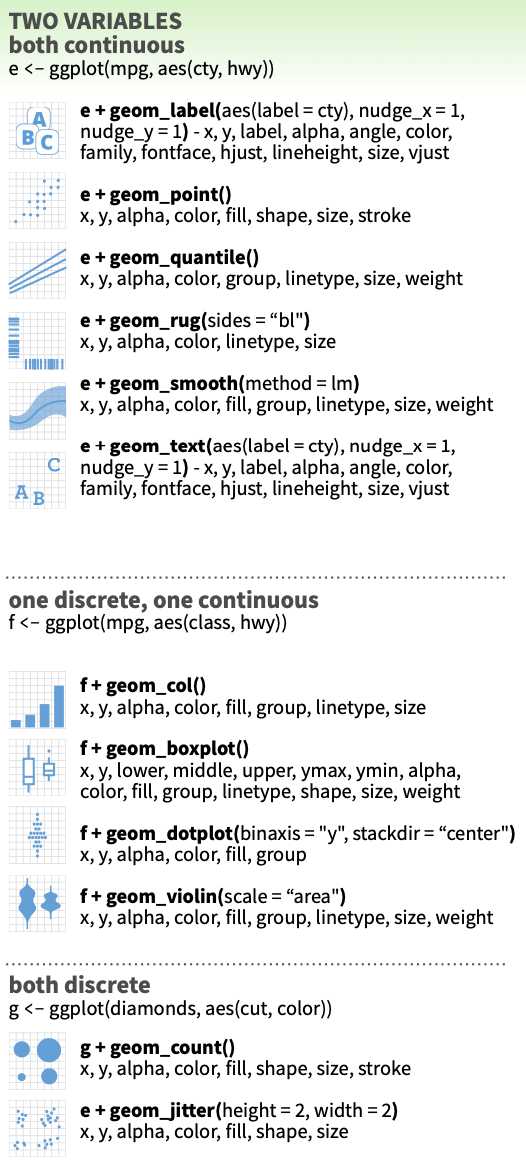 TWO VARIABLES
both continuous
e <- ggplot(mpg, aes(cty, hwy))
A
B
C
e + geom_label(aes(label = cty), nudge_x = 1,
nudge_y = 1) - x, y, label, alpha, angle, color,
family, fontface, hjust, lineheight, size, vjust
e + geom_point()
x, y, alpha, color, fill, shape, size, stroke
e + geom_quantile()
x, y, alpha, color, group, linetype, size, weight
e + geom_rug(sides = “bl")
x, y, alpha, color, linetype, size
e + geom_smooth(method = lm)
x, y, alpha, color, fill, group, linetype, size, weight
e + geom_text(aes(label = cty), nudge_x = 1,
nudge_y = 1) - x, y, label, alpha, angle, color,
family, fontface, hjust, lineheight, size, vjust
C
A
B
one discrete, one continuous
f <- ggplot(mpg, aes(class, hwy))
f + geom_col()
x, y, alpha, color, fill, group, linetype, size
f + geom_boxplot()
x, y, lower, middle, upper, ymax, ymin, alpha,
color, fill, group, linetype, shape, size, weight
f + geom_dotplot(binaxis = "y", stackdir = “center")
x, y, alpha, color, fill, group
f + geom_violin(scale = “area")
x, y, alpha, color, fill, group, linetype, size, weight
both discrete
g <- ggplot(diamonds, aes(cut, color))
g + geom_count()
x, y, alpha, color, fill, shape, size, stroke
e + geom_jitter(height = 2, width = 2)
x, y, alpha, color, fill, shape, size